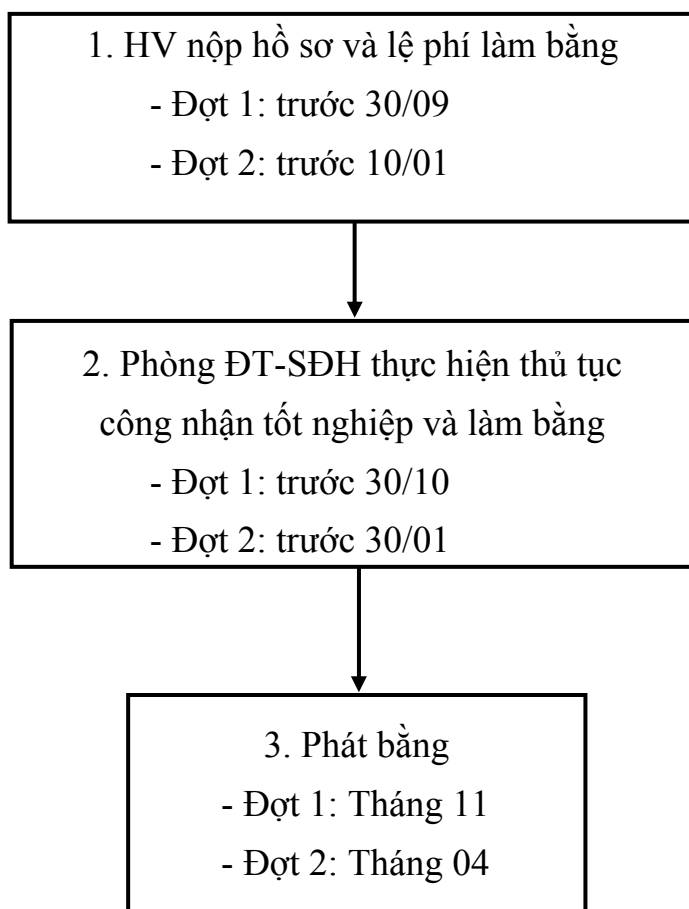 1. HV nộp hồ sơ và lệ phí làm bằng
- Đợt 1: trước 30/09
- Đợt 2: trước 10/01
2. Phòng ĐT-SĐH thực hiện thủ tục
công nhận tốt nghiệp và làm bằng
- Đợt 1: trước 30/10
- Đợt 2: trước 30/01
3. Phát bằng
- Đợt 1: Tháng 11
- Đợt 2: Tháng 04